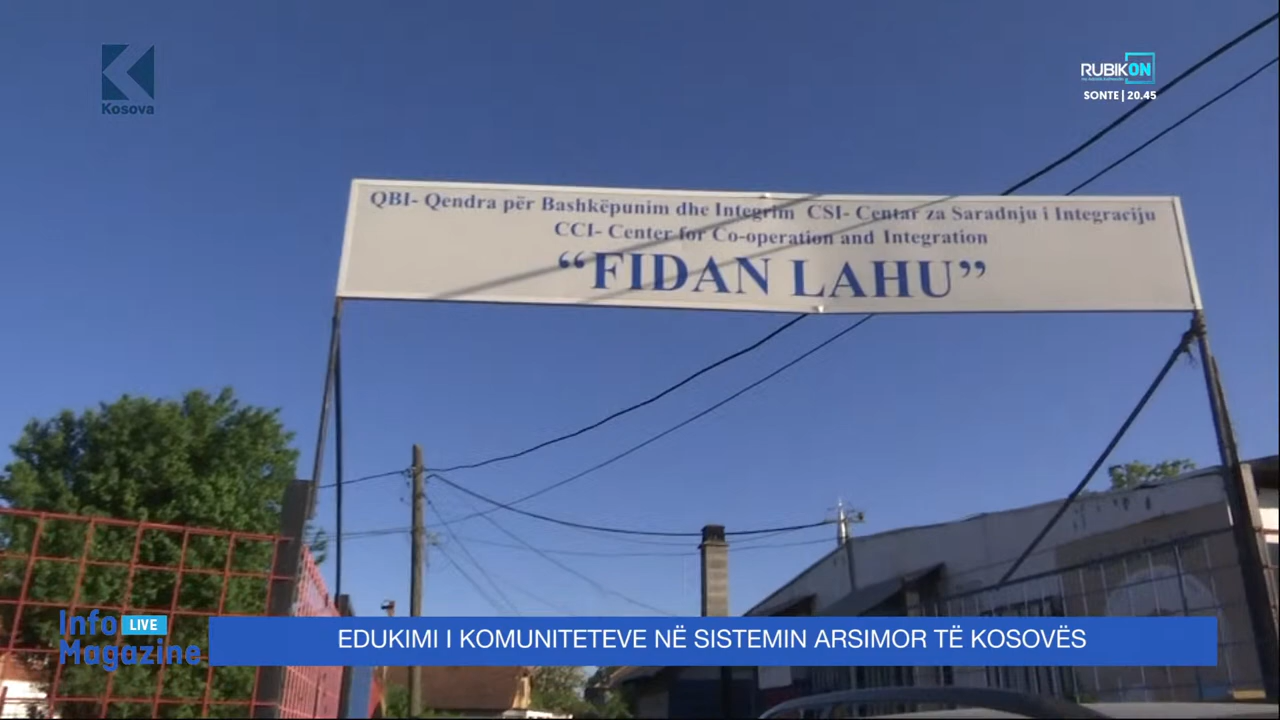 Kosova
RUBIKON
SONTE | 20.45
QBI- Qendra për Bashkëpunim dhe Integrim CSI- Centar za Saradnju i Integraciju
CCI- Center for Co-operation and Integration
“FIDAN LAHU”
Info LIVE
Magazine
EDUKIMI I KOMUNITETEVE NË SISTEMIN ARSIMOR TË KOSOVËS